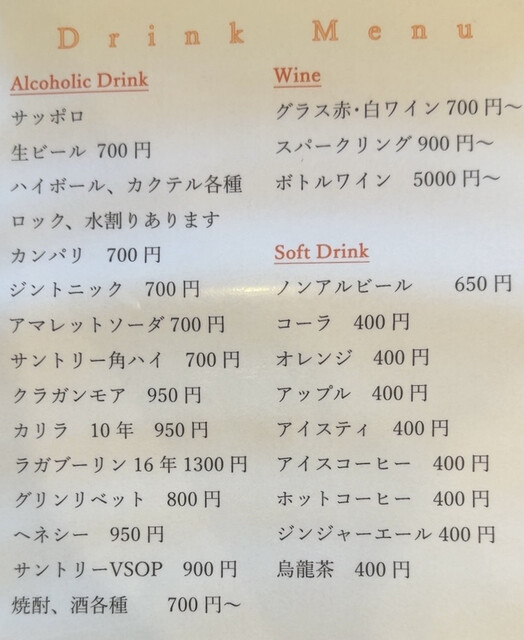 Drink Menu
Alcoholic Drink
サッポロ
生ビール 700円
ハイボール、カクテル各種
ロック、水割りあります
カンパリ 700円
ジントニック 700円
アマレットソーダ700円
サントリー角ハイ 700円
クラガンモア 950円
カリラ 10年 950円
ラガブーリン16年1300円
グリンリベット 800円
ヘネシー 950円
サントリーVSOP 900円
焼酎、酒各種 700円～
Wine
グラス赤・白ワイン700円～
スパークリング900円～
ボトルワイン 5000円～
Soft Drink
ノンアルビール 650円
コーラ 400円
オレンジ 400円
アップル 400円
アイスティ 400円
アイスコーヒー 400円
ホットコーヒー 400円
ジンジャーエール400円
烏龍茶 400円